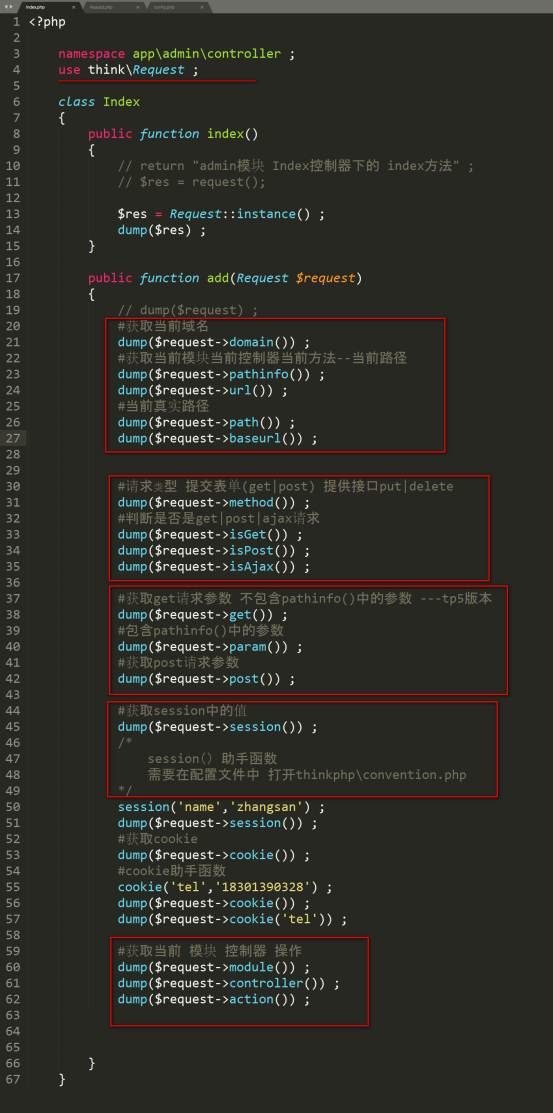 Index.php
Request.php
config.php
1 <?php
2
3 namespace app\admin\controller ;
4 use think\Request ;
5
6 class Index
7 {
8 public function index()
9 {
10 // return "admin模块 Index控制器下的 index方法" ;
11 // $res = request();
12
13 $res = Request::instance() ;
14 dump($res) ;
15 }
16
17 public function add(Request $request)
18 {
19 // dump($request) ;
20 #获取当前域名
21 dump($request->domain()) ;
22 #获取当前模块当前控制器当前方法--当前路径
23 dump($request->pathinfo()) ;
24 dump($request->url()) ;
25 #当前真实路径
26 dump($request->path()) ;
27 dump($request->baseurl()) ;
28
29
30 #请求类型 提交表单(get|post) 提供接口put|delete
31 dump($request->method()) ;
32 #判断是否是get|post|ajax请求
33 dump($request->isGet()) ;
34 dump($request->isPost()) ;
35 dump($request->isAjax()) ;
36
37 #获取get请求参数 不包含pathinfo()中的参数 ---tp5版本
38 dump($request->get()) ;
39 #包含pathinfo()中的参数
40 dump($request->param()) ;
41 #获取post请求参数
42 dump($request->post()) ;
43
44 #获取session中的值
45 dump($request->session()) ;
46 /*
47 session() 助手函数
48 需要在配置文件中 打开thinkphp\convention.php
49 */
50 session('name','zhangsan') ;
51 dump($request->session()) ;
52 #获取cookie
53 dump($request->cookie()) ;
54 #cookie助手函数
55 cookie('tel','18301390328') ;
56 dump($request->cookie()) ;
57 dump($request->cookie('tel')) ;
58
59 #获取当前 模块 控制器 操作
60 dump($request->module()) ;
61 dump($request->controller()) ;
62 dump($request->action()) ;
63
64
65
66 }
67 }